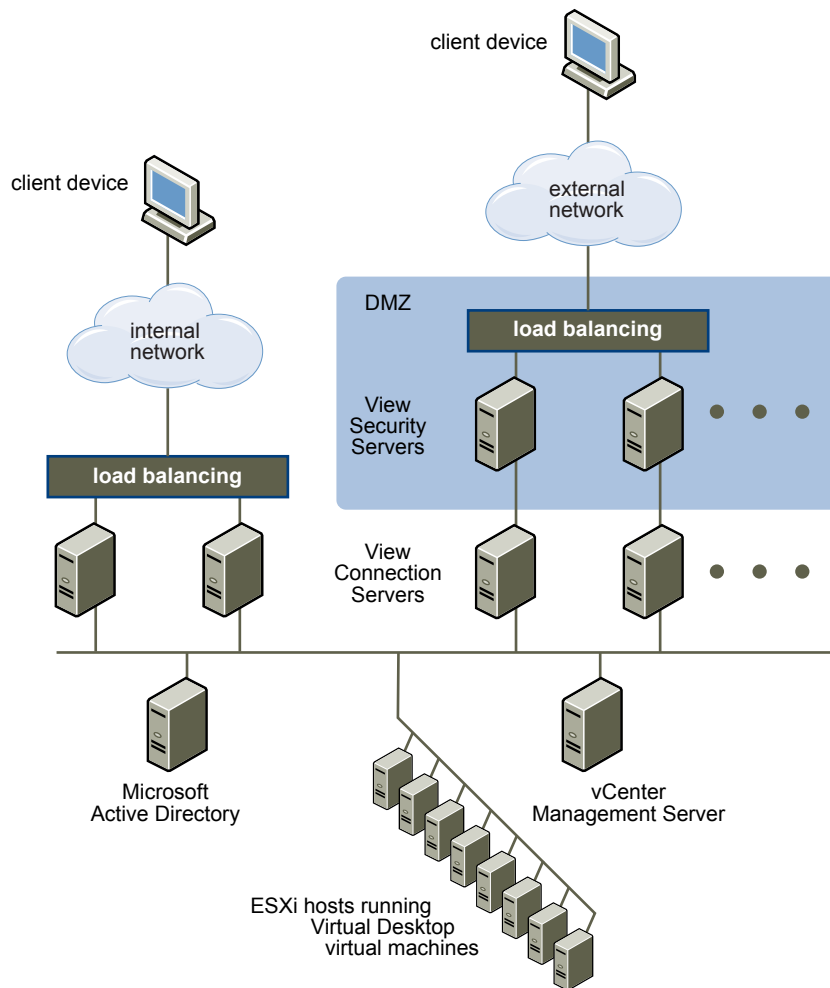 client device
client device
external
network
internal
network
DMZ
load balancing
View
Security
Servers
load balancing
View
Connection
Servers
Microsoft
Active Directory
vCenter
Management Server
ESXi hosts running
Virtual Desktop
virtual machines